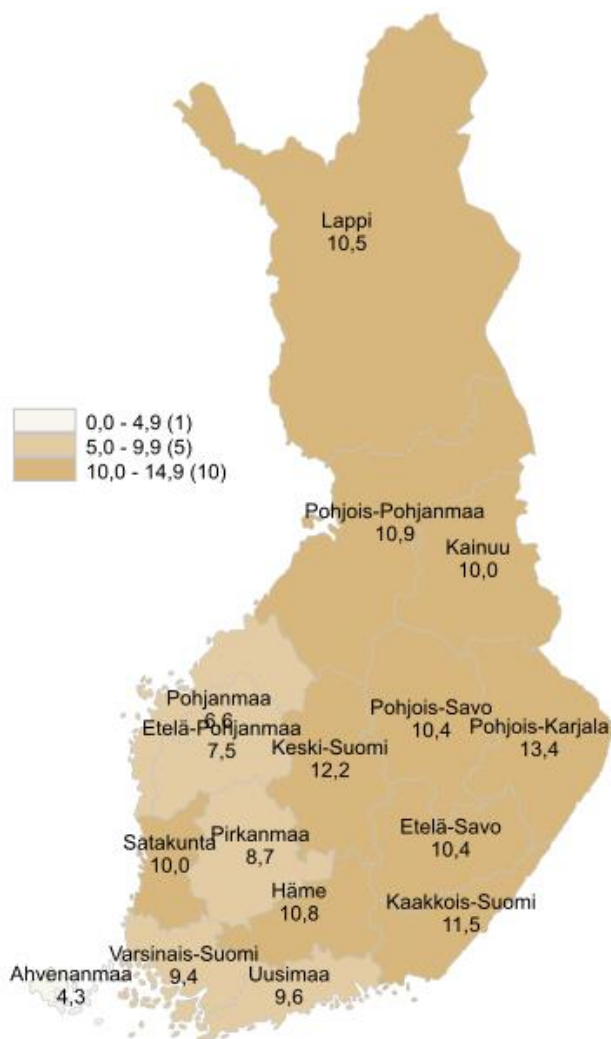 Lappi
10,5
0,0 - 4,9 (1)
5,0 - 9,9 (5)
10,0 - 14,9 (10)
Pohjois-Pohjanmaa
10,9
Kainuu
10,0
Pohjanmaa
6,6
Etelä-Pohjanmaa
7,5
Keski-Suomi
12,2
Pohjois-Savo
10,4
Pohjois-Karjala
13,4
Satakunta
10,0
Pirkanmaa
8,7
Etelä-Savo
10,4
Häme
10,8
Kaakkois-Suomi
11,5
Varsinais-Suomi
9,4
Uusimaa
9,6
Ahvenanmaa
4,3